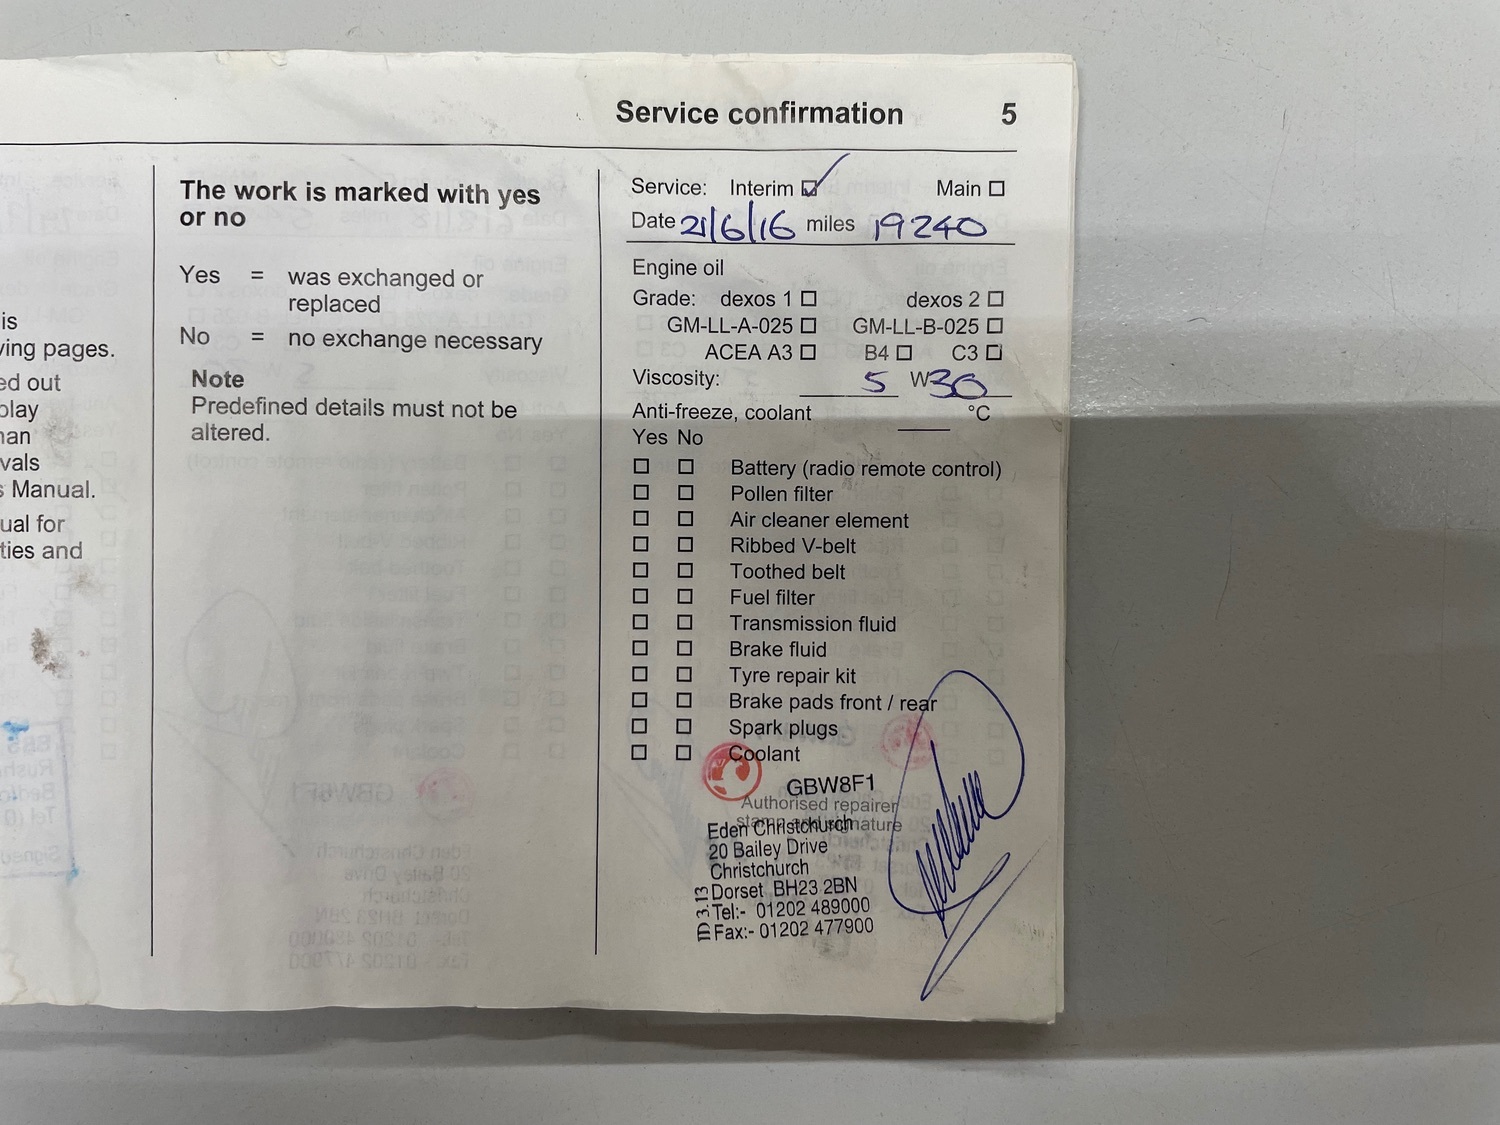 Service confirmation 5
is
ving pages.
ed out
olay
nan
vals
s Manual.
ual for
ties and
The work is marked with yes
or no
Yes = was exchanged or
replaced
No = no exchange necessary
Note
Predefined details must not be
altered.
Service: Interim ☑ Main ☐
Date 21/6/16 miles 19240
Engine oil
Grade: dexos 1 ☐ dexos 2 ☐
GM-LL-A-025 ☐ GM-LL-B-025 ☐
ACEA A3 ☐ B4 ☐ C3 ☐
Viscosity: 5 W 30
Anti-freeze, coolant ____ °C
Yes No
☐ ☐ Battery (radio remote control)
☐ ☐ Pollen filter
☐ ☐ Air cleaner element
☐ ☐ Ribbed V-belt
☐ ☐ Toothed belt
☐ ☐ Fuel filter
☐ ☐ Transmission fluid
☐ ☐ Brake fluid
☐ ☐ Tyre repair kit
☐ ☐ Brake pads front / rear
☐ ☐ Spark plugs
☐ ☐ Coolant
GBW8F1
Authorised repairer
stamp and signature
Eden Christchurch
20 Bailey Drive
Christchurch
Dorset BH23 2BN
Tel:- 01202 489000
Fax:- 01202 477900